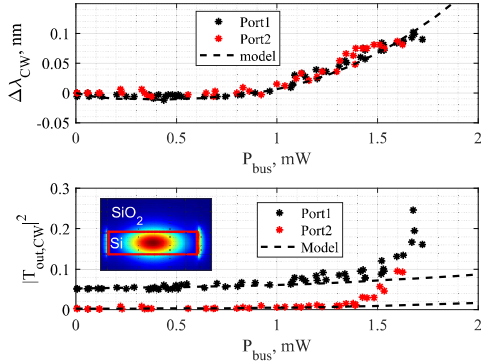 0.1
0.05
0
-0.05
Δλ_CW, nm
Port1
Port2
model
0 0.5 1 1.5 2
P_bus, mW
0.3
0.2
0.1
0
|T_out,CW|^2
SiO_2
Si
Port1
Port2
Model
0 0.5 1 1.5 2
P_bus, mW